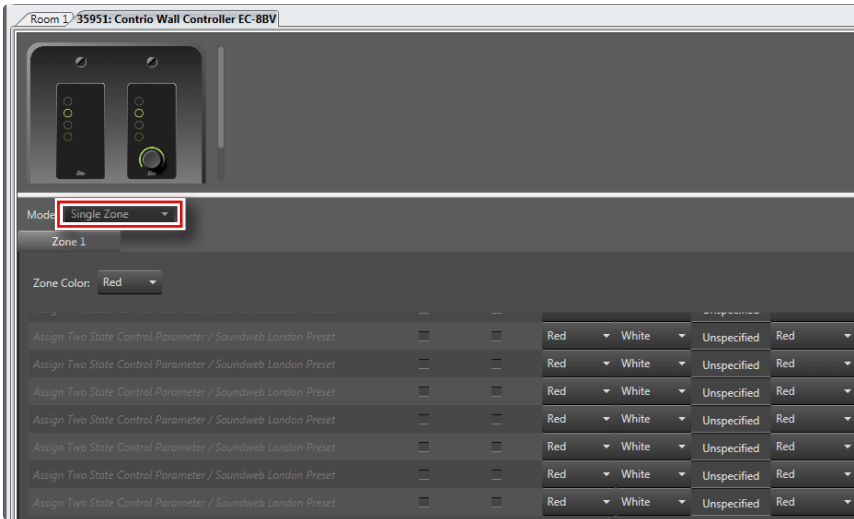 Room 1 35951: Contrio Wall Controller EC-8BV
Mode: Single Zone
Zone 1
Zone Color: Red
Assign Two State Control Parameter / Soundweb London Preset Red White Unspecified Red
Assign Two State Control Parameter / Soundweb London Preset Red White Unspecified Red
Assign Two State Control Parameter / Soundweb London Preset Red White Unspecified Red
Assign Two State Control Parameter / Soundweb London Preset Red White Unspecified Red
Assign Two State Control Parameter / Soundweb London Preset Red White Unspecified Red
Assign Two State Control Parameter / Soundweb London Preset Red White Unspecified Red
Assign Two State Control Parameter / Soundweb London Preset Red White Unspecified Red